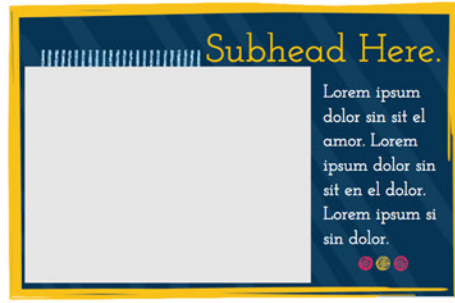 Subhead Here.
Lorem ipsum
dolor sin sit el
amor. Lorem
ipsum dolor sin
sit en el dolor.
Lorem ipsum si
sin dolor.